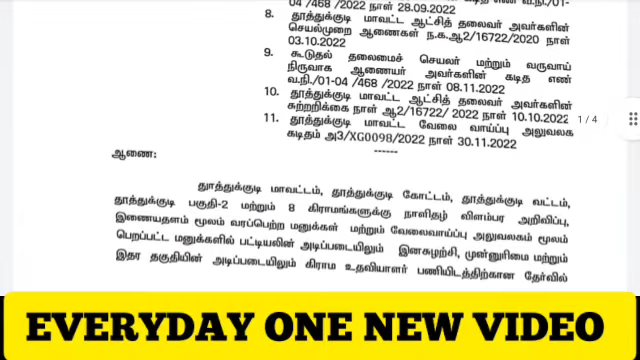 04 /468 /2022 நாள் 28.09.2022
8. தூத்துக்குடி மாவட்ட ஆட்சித் தலைவர் அவர்களின்
செயல்முறை ஆணைகள் ந.க.ஆ2/16722/2020 நாள்
03.10.2022
9. கூடுதல் தலைமைச் செயலர் மற்றும் வருவாய்
நிருவாக ஆணையர் அவர்களின் கடித எண்
வ.நி./01-04 /468 /2022 நாள் 08.11.2022
10. தூத்துக்குடி மாவட்ட ஆட்சித் தலைவர் அவர்களின்
சுற்றறிக்கை நாள் ஆ2/16722/ 2022 நாள் 10.10.2022
1 / 4
11. தூத்துக்குடி மாவட்ட வேலை வாய்ப்பு அலுவலக
கடிதம் அ3/XG0098/2022 நாள் 30.11.2022
------
ஆணை:
தூத்துக்குடி மாவட்டம், தூத்துக்குடி கோட்டம், தூத்துக்குடி வட்டம்,
தூத்துக்குடி பகுதி-2 மற்றும் 8 கிராமங்களுக்கு நாளிதழ் விளம்பர அறிவிப்பு,
இணையதளம் மூலம் வரப்பெற்ற மனுக்கள் மற்றும் வேலைவாய்ப்பு அலுவலகம் மூலம்
பெறப்பட்ட மனுக்களில் பட்டியலின் அடிப்படையிலும் இனசுழற்சி, முன்னுரிமை மற்றும்
இதர தகுதியின் அடிப்படையிலும் கிராம உதவியாளர் பணியிடத்திற்கான தேர்வில்
EVERYDAY ONE NEW VIDEO